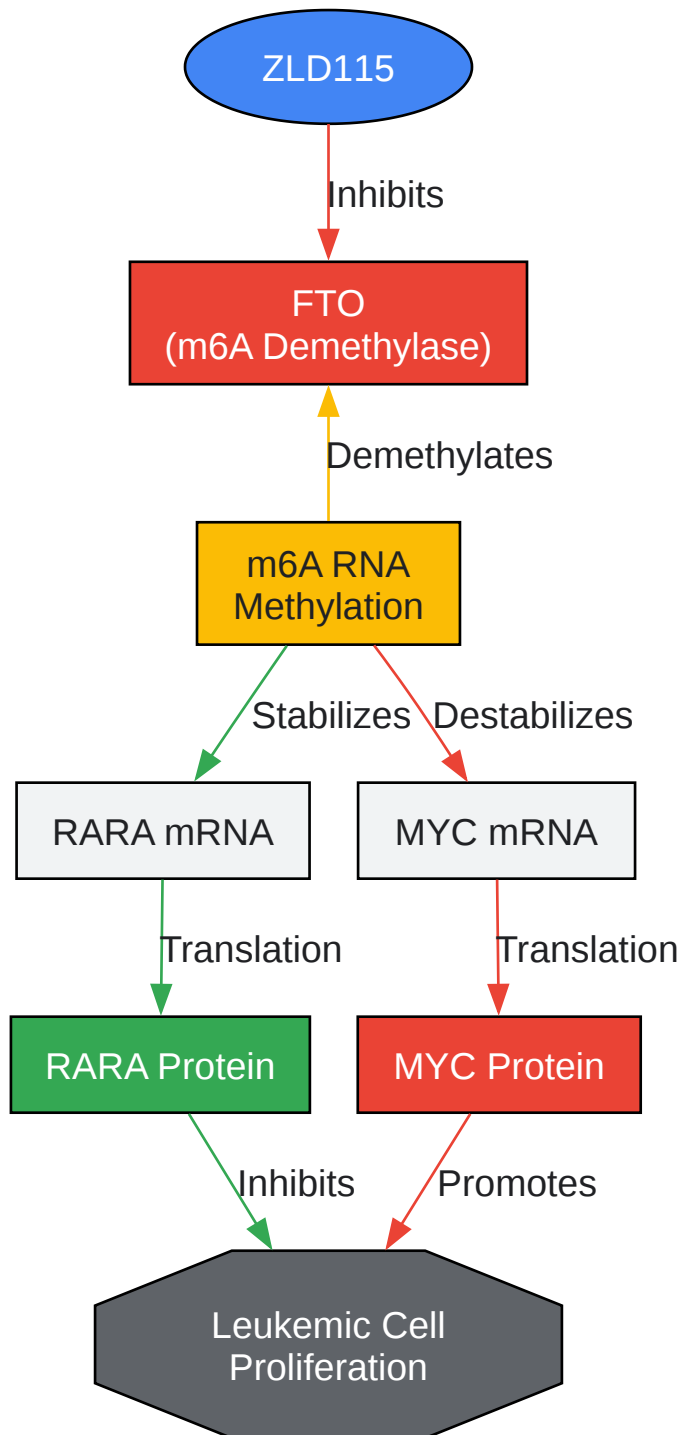 ZLD115
Inhibits
FTO
(m6A Demethylase)
Demethylates
m6A RNA
Methylation
Stabilizes
Destabilizes
RARA mRNA
MYC mRNA
Translation
Translation
RARA Protein
MYC Protein
Inhibits
Promotes
Leukemic Cell
Proliferation